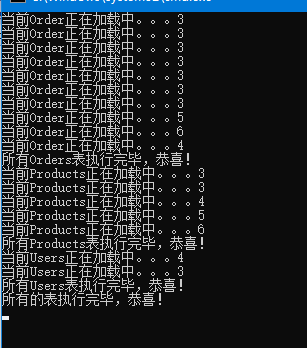 当前Order正在加载中。。。3
当前Order正在加载中。。。3
当前Order正在加载中。。。3
当前Order正在加载中。。。3
当前Order正在加载中。。。3
当前Order正在加载中。。。3
当前Order正在加载中。。。3
当前Order正在加载中。。。5
当前Order正在加载中。。。6
当前Order正在加载中。。。4
所有Orders表执行完毕，恭喜!
当前Products正在加载中。。。3
当前Products正在加载中。。。3
当前Products正在加载中。。。4
当前Products正在加载中。。。5
当前Products正在加载中。。。6
所有Products表执行完毕，恭喜!
当前Users正在加载中。。。4
当前Users正在加载中。。。3
所有Users表执行完毕，恭喜!
所有的表执行完毕，恭喜!